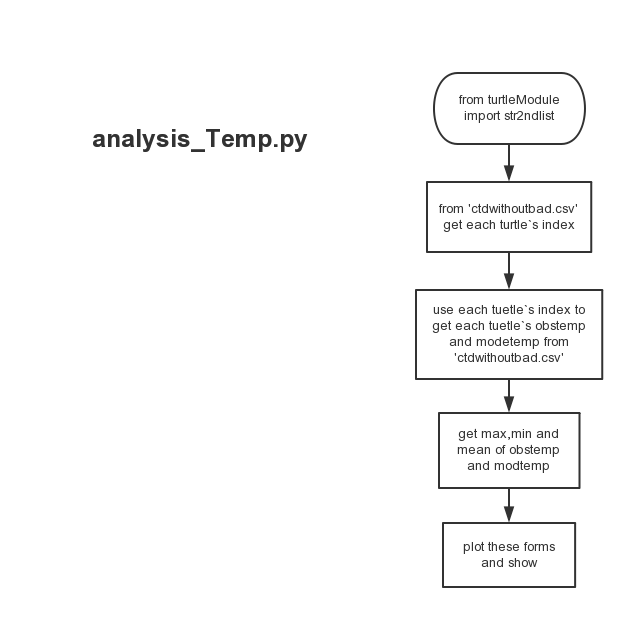 analysis_Temp.py
from turtleModule
import str2ndlist
from 'ctdwithoutbad.csv'
get each turtle`s index
use each tuetle`s index to
get each tuetle`s obstemp
and modetemp from
'ctdwithoutbad.csv'
get max,min and
mean of obstemp
and modtemp
plot these forms
and show